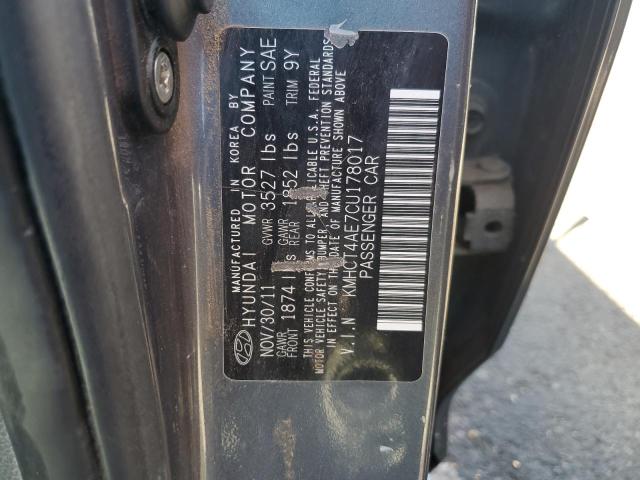 MANUFACTURED IN KOREA BY
HYUNDAI MOTOR COMPANY
NOV/30/11 GVWR 3527 lbs PAINT SAE
GAWR FRONT 1874 GAWR REAR 1852 lbs TRIM 9Y
THIS VEHICLE CONFORMS TO ALL U.S.A. FEDERAL
MOTOR VEHICLE SAFETY BUMPER, AND THEFT PREVENTION STANDARDS
IN EFFECT ON THE DATE OF MANUFACTURE SHOWN ABOVE
V.I.N KMHCT4AE7CU178017
PASSENGER CAR